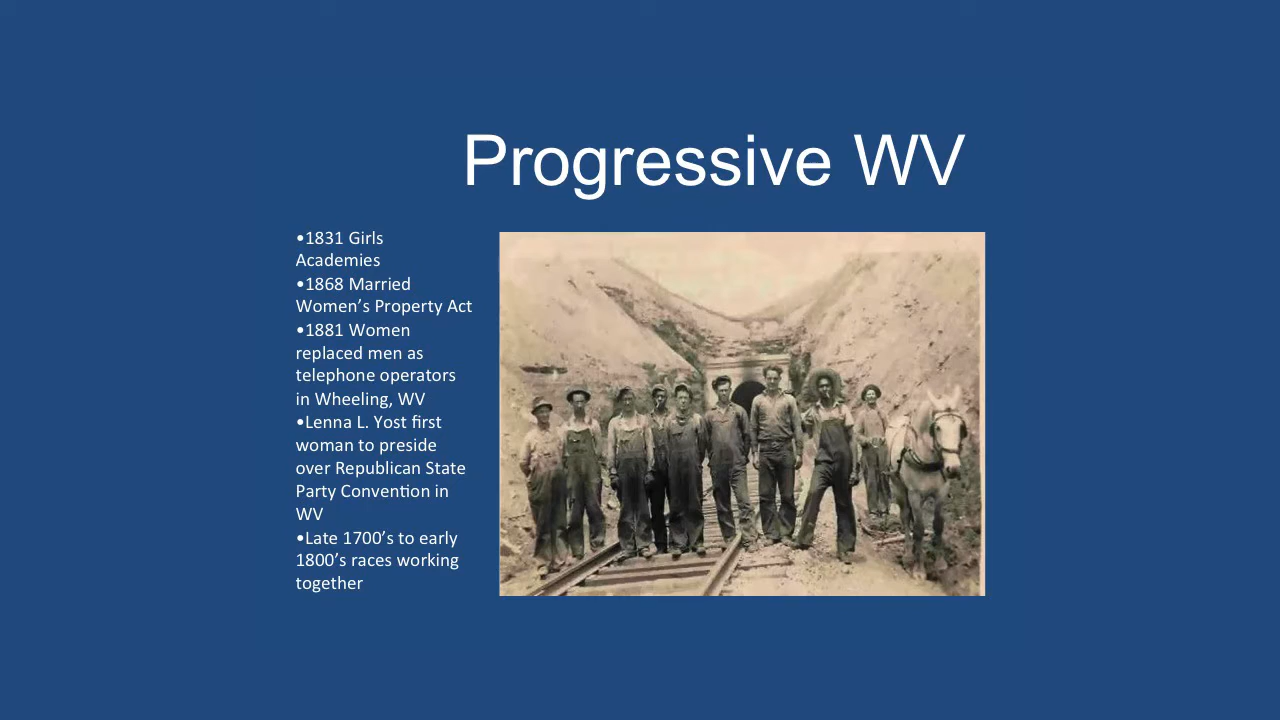 Progressive WV
•1831 Girls
Academies
•1868 Married
Women’s Property Act
•1881 Women
replaced men as
telephone operators
in Wheeling, WV
•Lenna L. Yost first
woman to preside
over Republican State
Party Convention in
WV
•Late 1700’s to early
1800’s races working
together